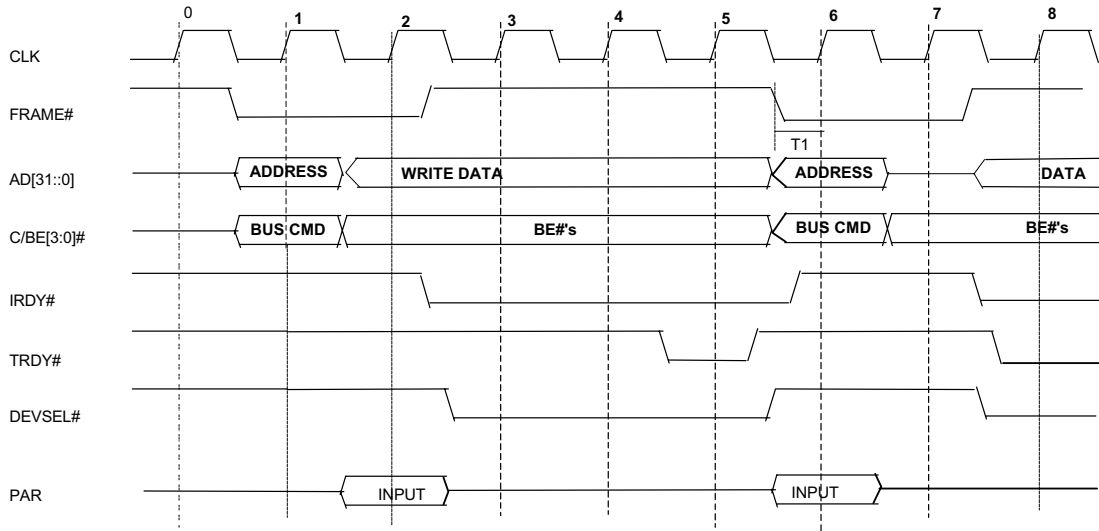 0 1 2 3 4 5 6 7 8
CLK
FRAME#
T1
AD[31::0] ADDRESS WRITE DATA ADDRESS DATA
C/BE[3:0]# BUS CMD BE#'s BUS CMD BE#'s
IRDY#
TRDY#
DEVSEL#
PAR INPUT INPUT